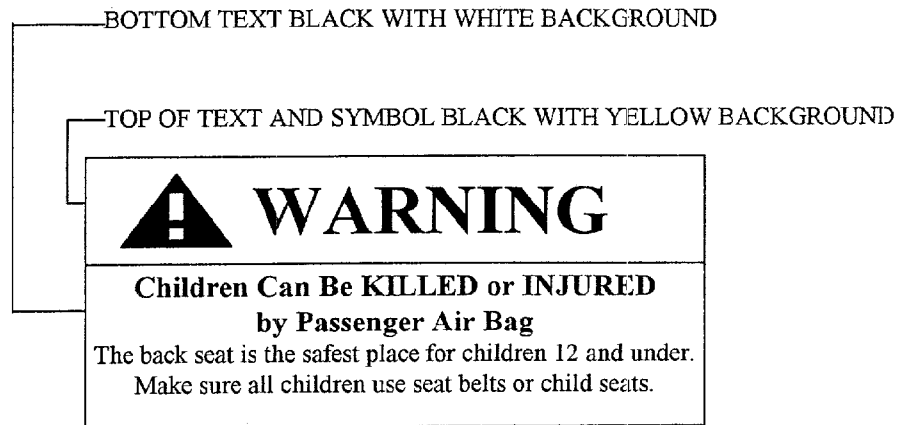 BOTTOM TEXT BLACK WITH WHITE BACKGROUND
TOP OF TEXT AND SYMBOL BLACK WITH YELLOW BACKGROUND
WARNING
Children Can Be KILLED or INJURED
by Passenger Air Bag
The back seat is the safest place for children 12 and under.
Make sure all children use seat belts or child seats.